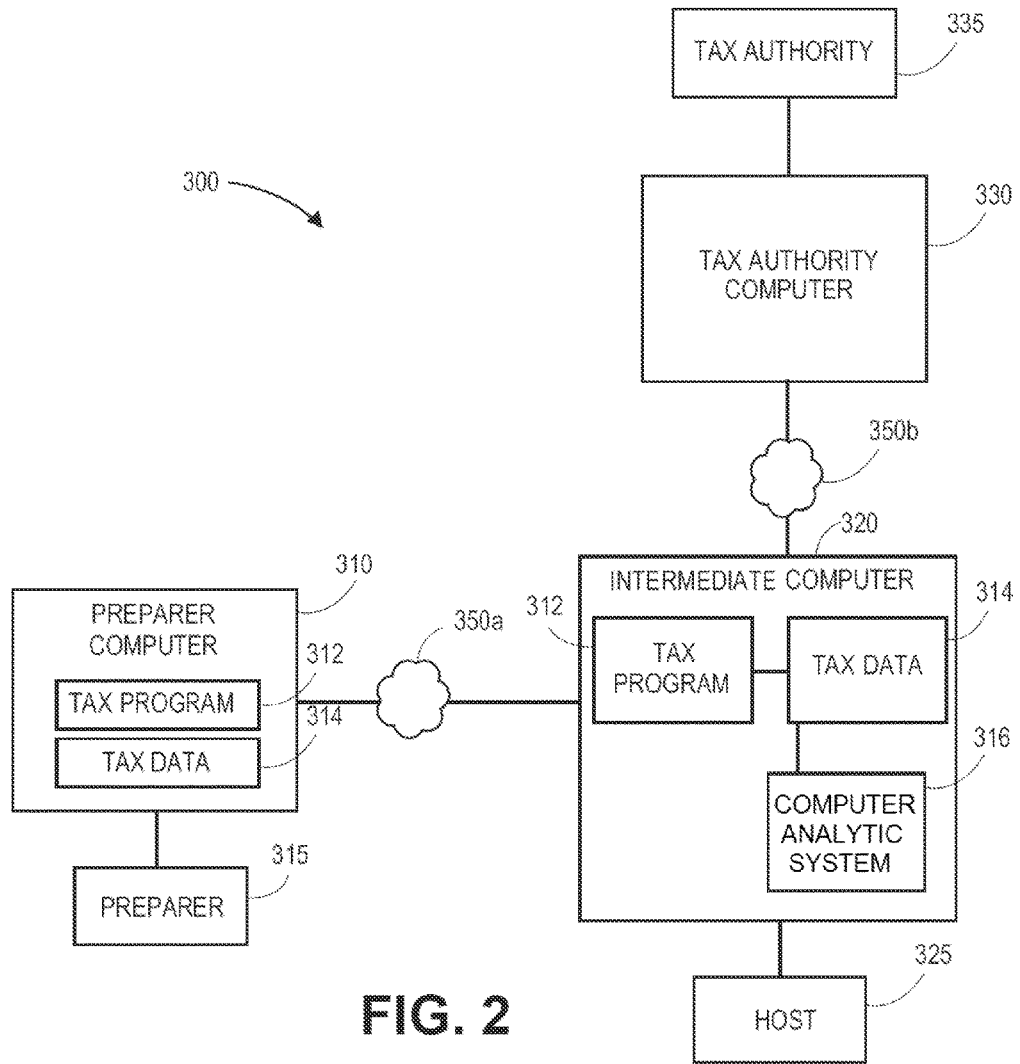 335
TAX AUTHORITY
300
330
TAX AUTHORITY
COMPUTER
350b
320
310
INTERMEDIATE COMPUTER
PREPARER
COMPUTER
350a
312
314
312
TAX
PROGRAM
TAX DATA
TAX PROGRAM
314
TAX DATA
316
COMPUTER
ANALYTIC
SYSTEM
315
PREPARER
325
HOST
FIG. 2